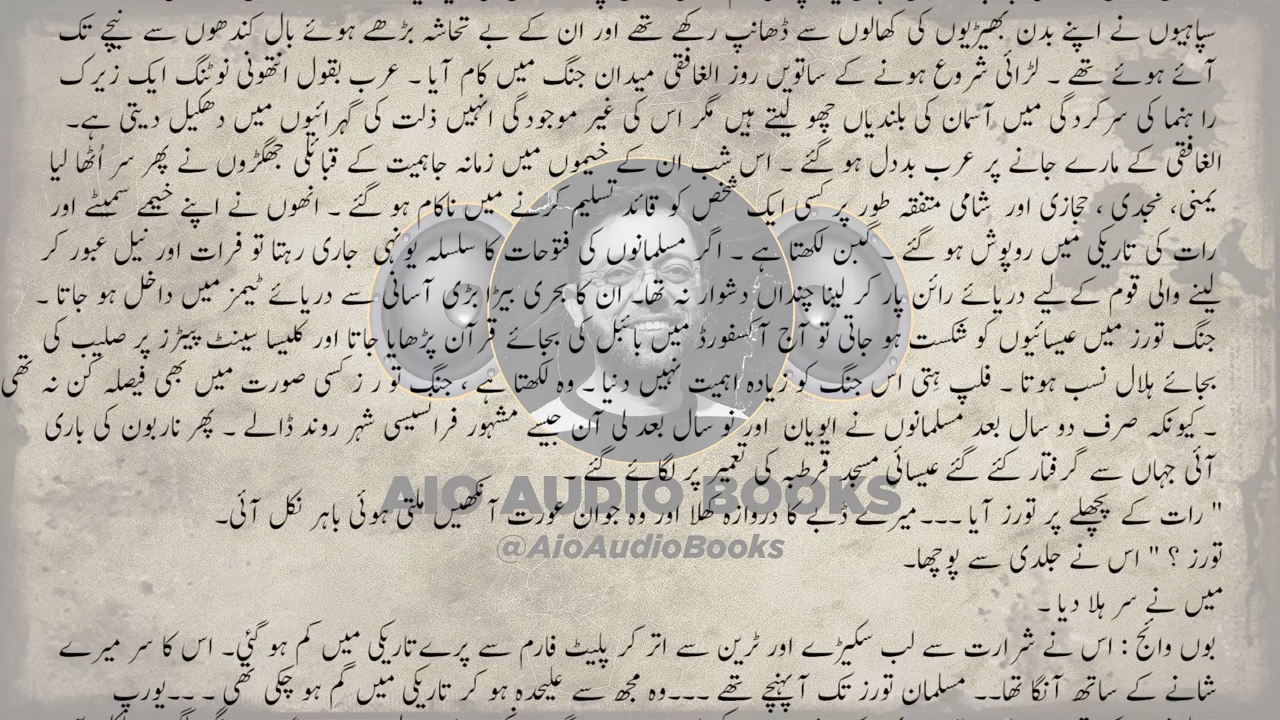 سپاہیوں نے اپنے بدن بھیڑیوں کی کھالوں سے ڈھانپ رکھے تھے اور ان کے بے تحاشہ بڑھے ہوئے بال کندھوں سے نیچے تک
آئے ہوئے تھے ۔ لڑائی شروع ہونے کے ساتویں روز الغافقی میدان جنگ میں کام آیا ۔ عرب بقول انتھونی نوٹنگ ایک زیرک
را ہنما کی سر کردگی میں آسمان کی بلندیاں چھو لیتے ہیں مگر اس کی غیر موجودگی انہیں ذلت کی گہرائیوں میں دھکیل دیتی ہے۔
الغافقی کے مارے جانے پر عرب بددل ہو گئے ۔ اس شب ان کے خیموں میں زمانہ جاہمیت کے قبائلی جھکڑوں نے پھر سر اُٹھا لیا
یمنی، نجدی ، حجازی اور شامی متفقہ طور پر کسی ایک شخص کو قائد تسلیم کرنے میں ناکام ہو گئے ۔ انھوں نے اپنے خیمے سمیٹے اور
رات کی تاریکی میں روپوش ہو گئے ۔ گبن لکھتا ہے ۔ اگر مسلمانوں کی فتوحات کا سلسلہ یونہی جاری رہتا تو فرات اور نیل عبور کر
لینے والی قوم کےلیے دریائے رائن پار کر لینا چنداں دشوار نہ تھا۔ ان کا بحری بیڑا بڑی آسانی سے دریائے ٹیمز میں داخل ہو جاتا ۔
جنگ تورز میں عیسائیوں کو شکست ہو جاتی تو آج آکسفورڈ میں بائبل کی بجائے قرآن پڑھایا جاتا اور کلیسا سینٹ پیٹرز پر صلیب کی
بجائے ہلال نسب ہوتا ۔ فلپ ہتی اس جنگ کو زیادہ اہمیت نہیں دنیا ۔ وہ لکھتا ہے ، جنگ تو ر ز کسی صورت میں بھی فیصلہ کن نہ تھی
۔ کیونکہ صرف دو سال بعد مسلمانوں نے ایویان اور نو سال بعد لی آن جیسے مشہور فرانسیسی شہر روند ڈالے ۔ پھر ناربون کی باری
آئی جہاں سے گرفتار کئے گئے عیسائی مسجد قرطبہ کی تعمیر پر لگائے گئے ۔
AIO AUDIO BOOKS
" رات کے پچھلے پر تورز آیا ۔۔۔میرے ڈبے کا دروازہ کھلا اور وہ جوان عورت آنکھیں ملتی ہوئی باہر نکل آئی۔
@AioAudioBooks
تورز ؟ " اس نے جلدی سے پوچھا۔
میں نے سر ہلا دیا ۔
بوں وائج : اس نے شرارت سے لب سکیڑے اور ٹرین سے اتر کر پلیٹ فارم سے پرے تاریکی میں کم ہو گئی۔ اس کا سر میرے
شانے کے ساتھ آنگا تھا۔۔ مسلمان تورز تک آپہنچے تھے ۔۔۔وہ مجھ سے علیحدہ ہو کر تاریکی میں گم ہو چکی تھی ۔ ۔۔یورپ